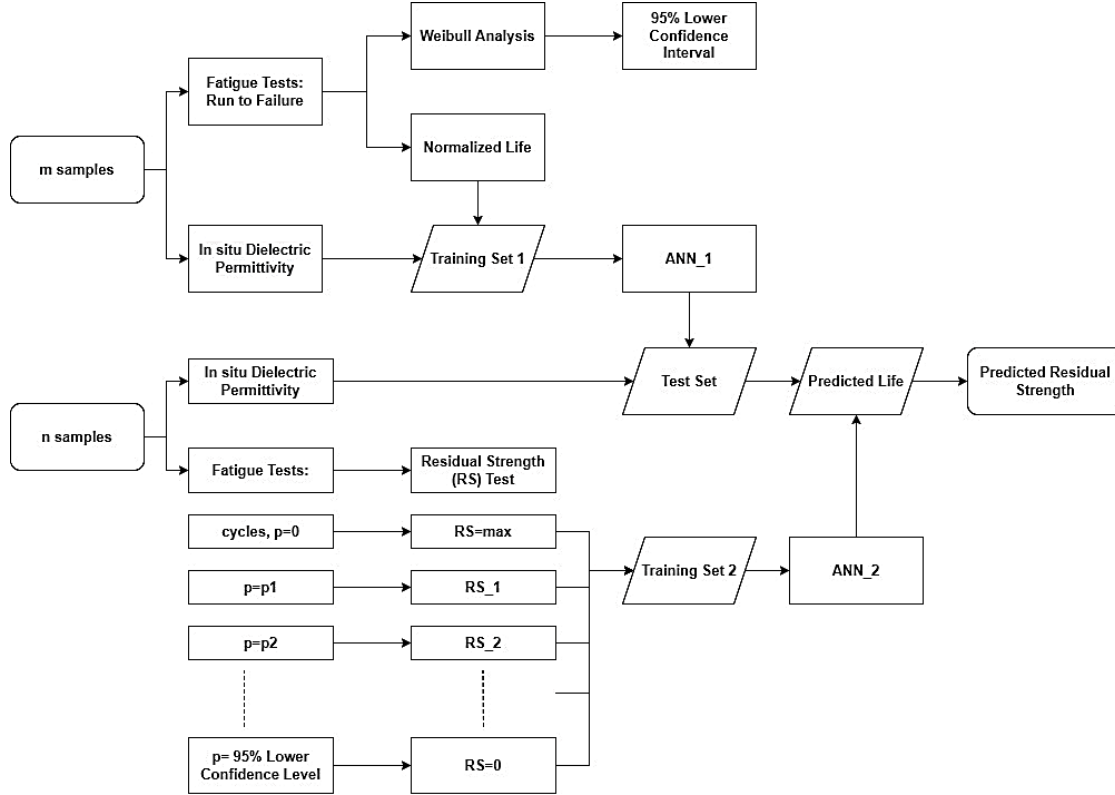 Weibull Analysis
95% Lower
Confidence
Interval
Fatigue Tests:
Run to Failure
Normalized Life
m samples
In situ Dielectric
Permittivity
Training Set 1
ANN_1
In situ Dielectric
Permittivity
Test Set
Predicted Life
Predicted Residual
Strength
n samples
Fatigue Tests:
Residual Strength
(RS) Test
cycles, p=0
RS=max
Training Set 2
ANN_2
p=p1
RS_1
p=p2
RS_2
p= 95% Lower
Confidence Level
RS=0